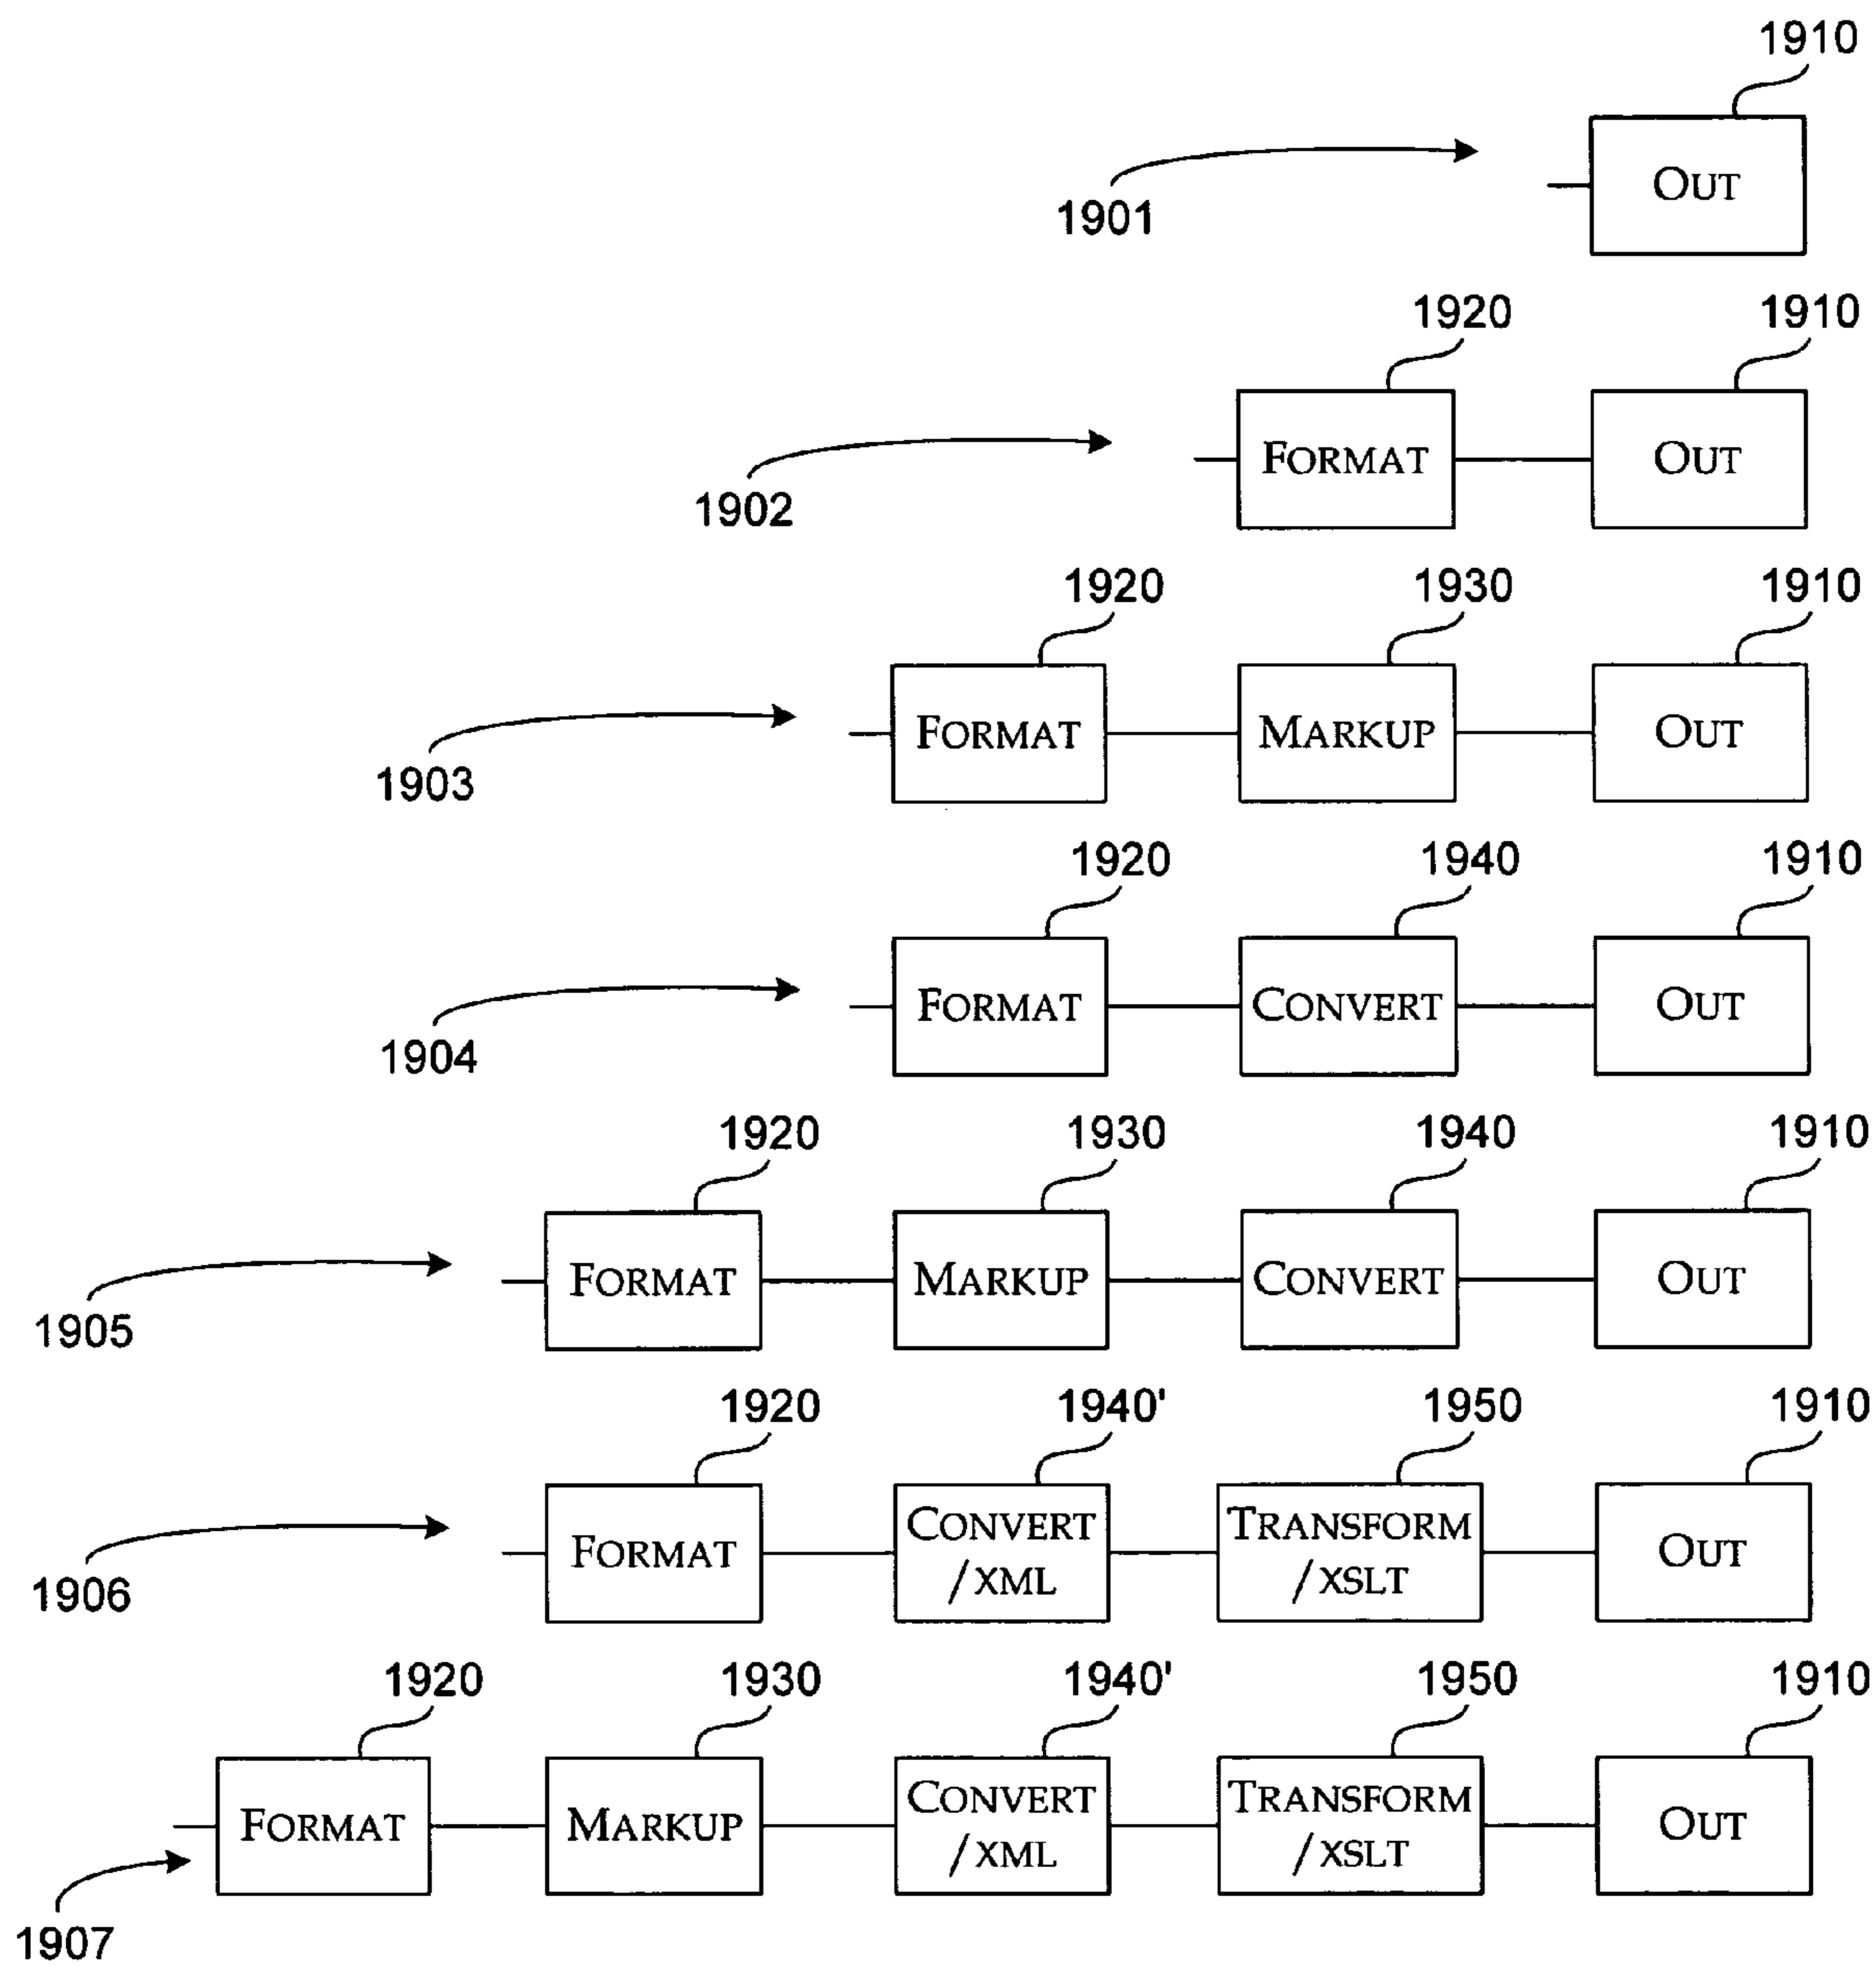 1910
OUT
1901
1920 1910
FORMAT OUT
1902
1920 1930 1910
FORMAT MARKUP OUT
1903
1920 1940 1910
FORMAT CONVERT OUT
1904
1920 1930 1940 1910
FORMAT MARKUP CONVERT OUT
1905
1920 1940' 1950 1910
FORMAT CONVERT /XML TRANSFORM /XSLT OUT
1906
1920 1930 1940' 1950 1910
FORMAT MARKUP CONVERT /XML TRANSFORM /XSLT OUT
1907